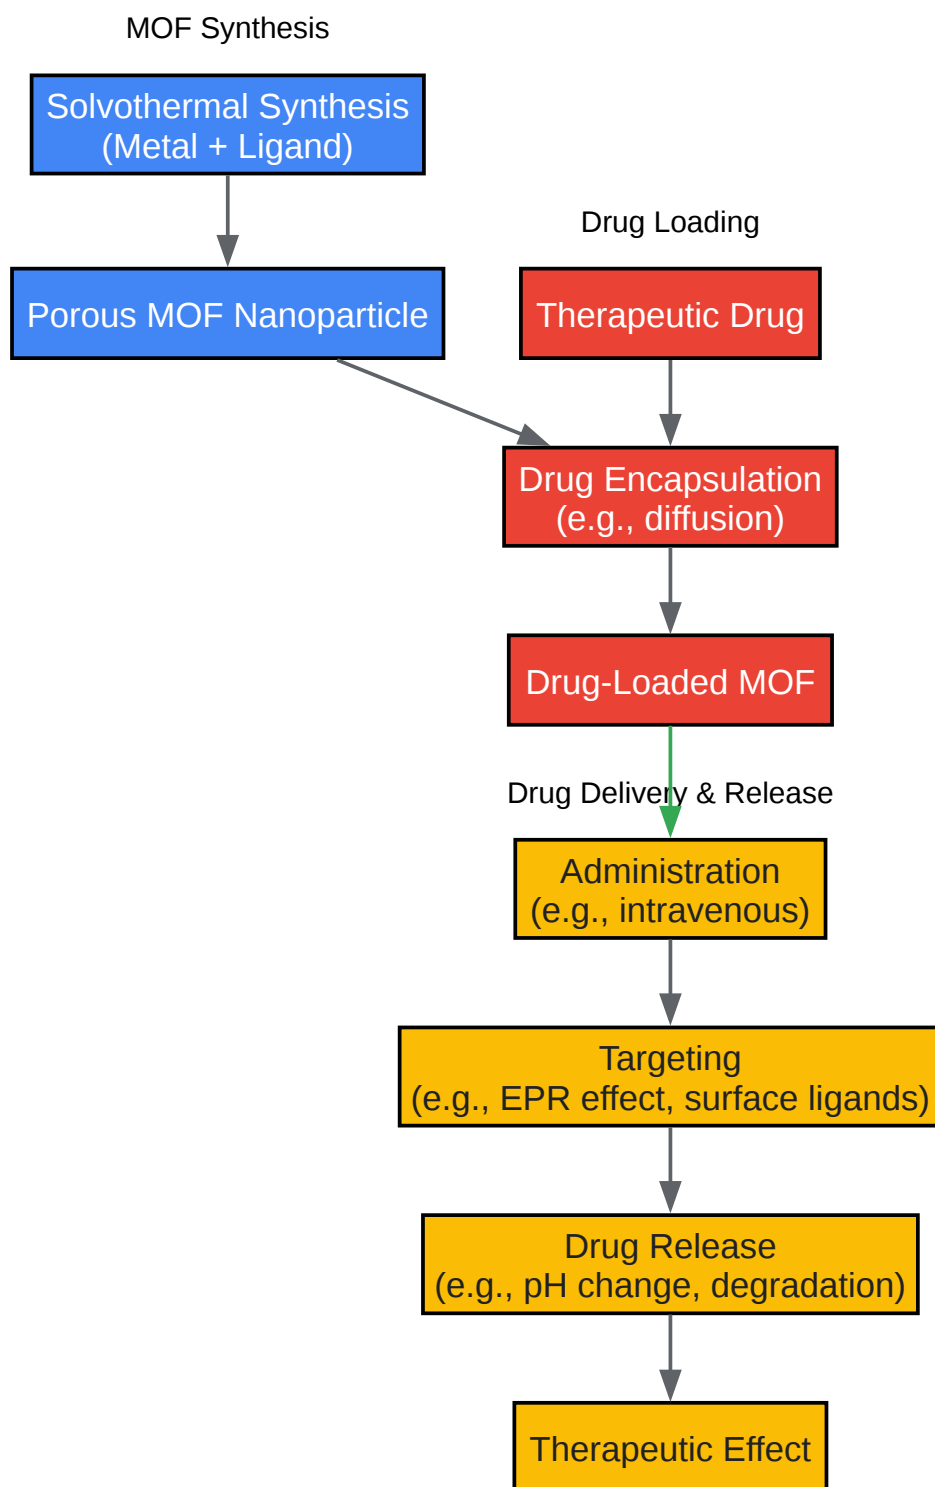 MOF Synthesis
Solvothermal Synthesis
(Metal + Ligand)
Drug Loading
Porous MOF Nanoparticle
Therapeutic Drug
Drug Encapsulation
(e.g., diffusion)
Drug-Loaded MOF
Drug Delivery & Release
Administration
(e.g., intravenous)
Targeting
(e.g., EPR effect, surface ligands)
Drug Release
(e.g., pH change, degradation)
Therapeutic Effect